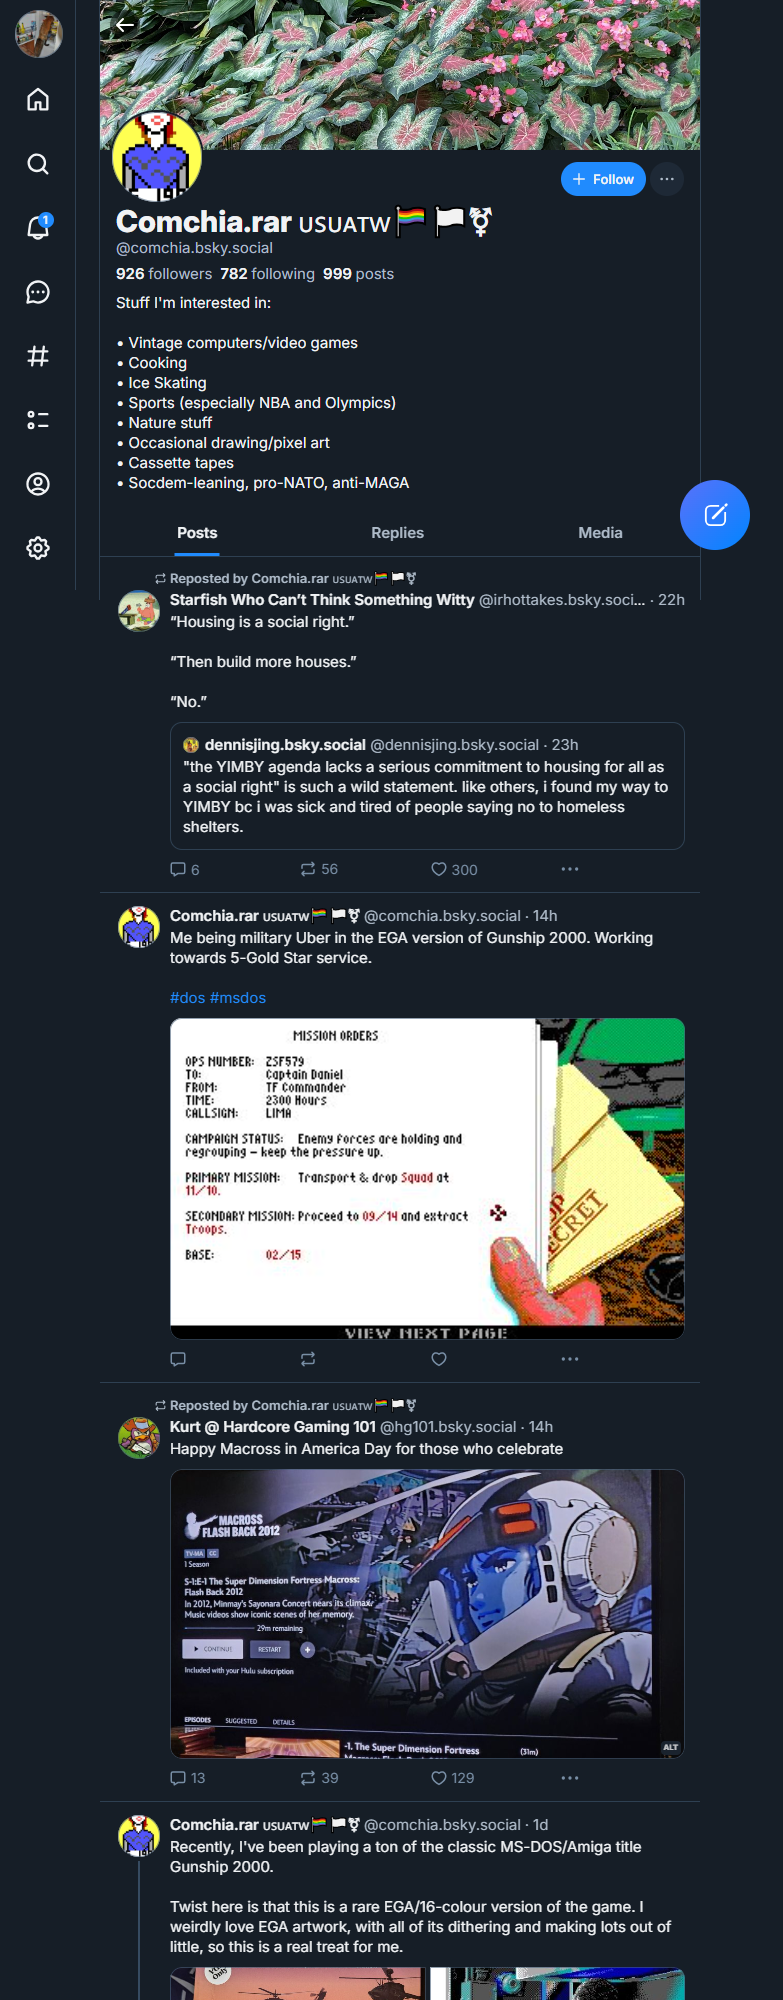 Follow
Comchia.rar ᴜsᴜᴀᴛᴡ🏳️‍🌈🏳️‍⚧
@comchia.bsky.social
926 followers 782 following 999 posts
Stuff I'm interested in:
• Vintage computers/video games
• Cooking
• Ice Skating
• Sports (especially NBA and Olympics)
• Nature stuff
• Occasional drawing/pixel art
• Cassette tapes
• Socdem-leaning, pro-NATO, anti-MAGA
1
Posts Replies Media
Reposted by Comchia.rar ᴜsᴜᴀᴛᴡ🏳️‍🌈🏳️‍⚧
Starfish Who Can’t Think Something Witty @irhottakes.bsky.soci... · 22h
“Housing is a social right.”
“Then build more houses.”
“No.”
dennisjing.bsky.social @dennisjing.bsky.social · 23h
"the YIMBY agenda lacks a serious commitment to housing for all as
a social right" is such a wild statement. like others, i found my way to
YIMBY bc i was sick and tired of people saying no to homeless
shelters.
6 56 300
Comchia.rar ᴜsᴜᴀᴛᴡ🏳️‍🌈🏳️‍⚧ @comchia.bsky.social · 14h
Me being military Uber in the EGA version of Gunship 2000. Working
towards 5-Gold Star service.
#dos #msdos
MISSION ORDERS
OPS NUMBER: ZSF579
TO: Captain Daniel
FROM: TF Commander
TIME: 2300 Hours
CALLSIGN: LIMA
CAMPAIGN STATUS: Enemy forces are holding and
regrouping – keep the pressure up.
PRIMARY MISSION: Transport & drop Squad at
11/10.
SECONDARY MISSION: Proceed to 09/14 and extract
Troops.
BASE: 02/15
VIEW NEXT PAGE
Reposted by Comchia.rar ᴜsᴜᴀᴛᴡ🏳️‍🌈🏳️‍⚧
Kurt @ Hardcore Gaming 101 @hg101.bsky.social · 14h
Happy Macross in America Day for those who celebrate
MACROSS
FLASH BACK 2012
TV-MA CC
1 Season
S-1:E-1 The Super Dimension Fortress Macross:
Flash Back 2012
In 2012, Minmay's Sayonara Concert nears its climax.
Music videos show iconic scenes of her memory.
29m remaining
CONTINUE RESTART
Included with your Hulu subscription
EPISODES SUGGESTED DETAILS
-1. The Super Dimension Fortress (31m)
ALT
13 39 129
Comchia.rar ᴜsᴜᴀᴛᴡ🏳️‍🌈🏳️‍⚧ @comchia.bsky.social · 1d
Recently, I've been playing a ton of the classic MS-DOS/Amiga title
Gunship 2000.
Twist here is that this is a rare EGA/16-colour version of the game. I
weirdly love EGA artwork, with all of its dithering and making lots out of
little, so this is a real treat for me.
Only